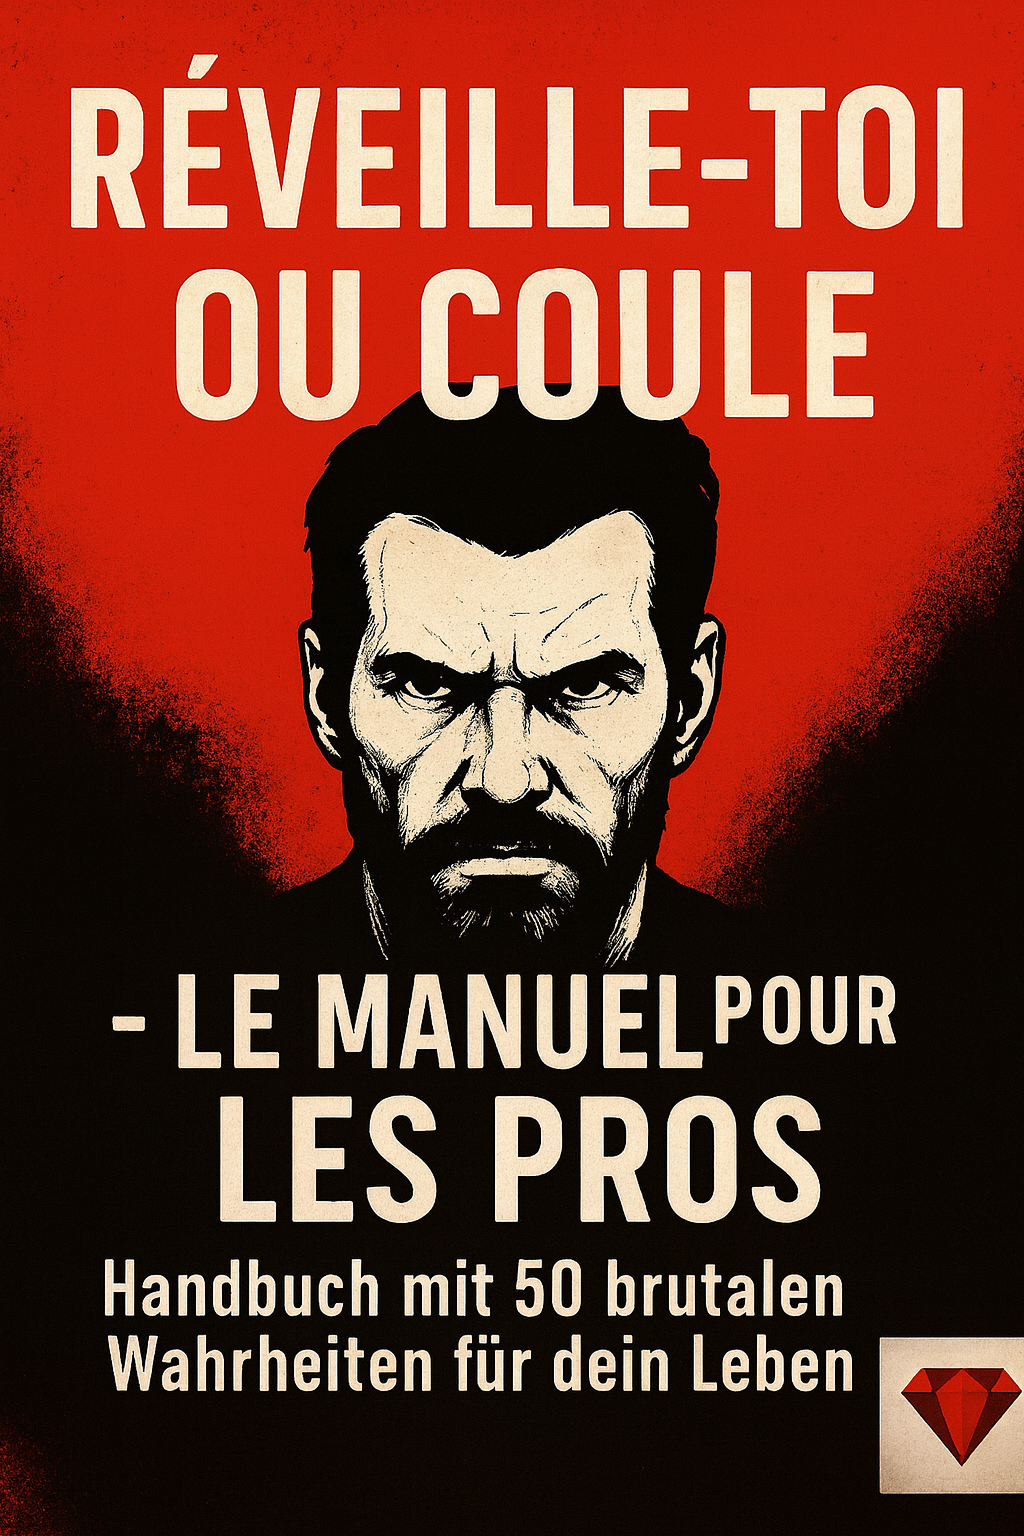 RÉVEILLE-TOI
OU COULE
- LE MANUEL POUR
LES PROS
Handbuch mit 50 brutalen
Wahrheiten für dein Leben